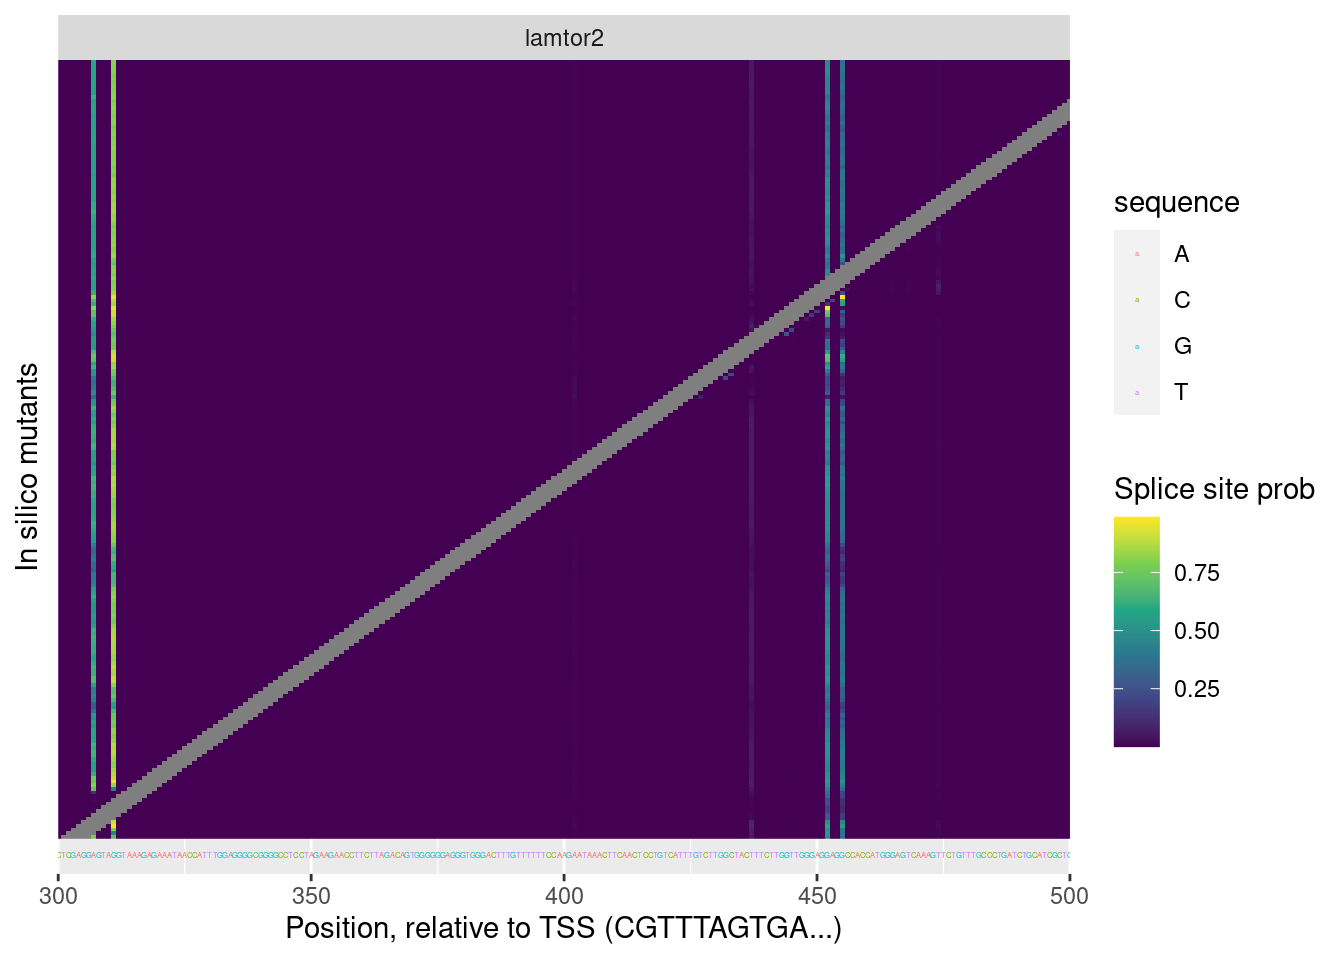 lamtor2
In silico mutants
sequence
a A
a C
a G
a T
Splice site prob
0.75
0.50
0.25
300 350 400 450 500
Position, relative to TSS (CGTTTAGTGA...)